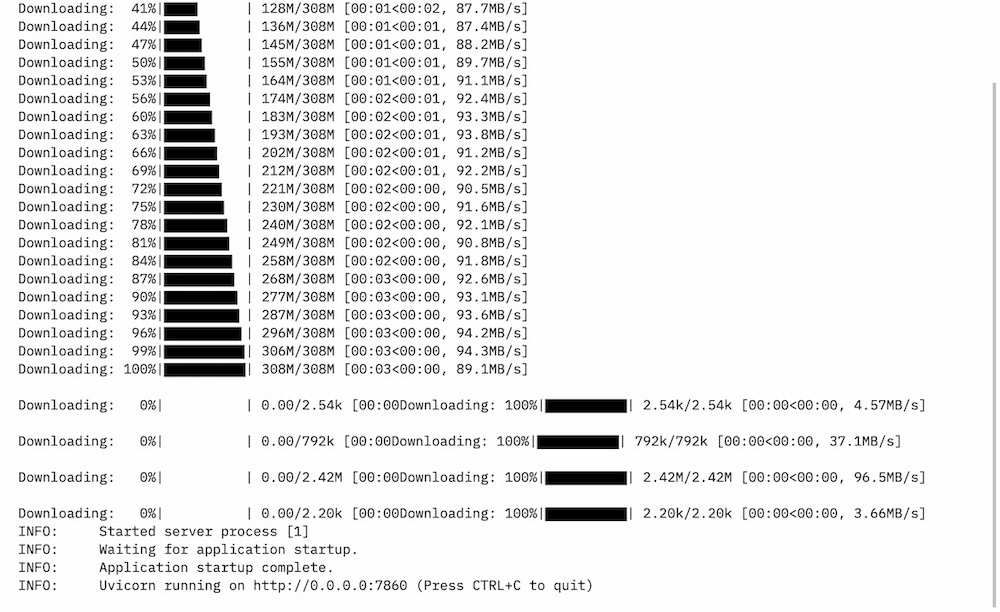 Downloading:  41%|████      | 128M/308M [00:01<00:02, 87.7MB/s]
Downloading:  44%|████▍     | 136M/308M [00:01<00:01, 87.4MB/s]
Downloading:  47%|████▋     | 145M/308M [00:01<00:01, 88.2MB/s]
Downloading:  50%|█████     | 155M/308M [00:01<00:01, 89.7MB/s]
Downloading:  53%|█████▎    | 164M/308M [00:01<00:01, 91.1MB/s]
Downloading:  56%|█████▋    | 174M/308M [00:02<00:01, 92.4MB/s]
Downloading:  60%|█████▉    | 183M/308M [00:02<00:01, 93.3MB/s]
Downloading:  63%|██████▎   | 193M/308M [00:02<00:01, 93.8MB/s]
Downloading:  66%|██████▌   | 202M/308M [00:02<00:01, 91.2MB/s]
Downloading:  69%|██████▊   | 212M/308M [00:02<00:01, 92.2MB/s]
Downloading:  72%|███████▏  | 221M/308M [00:02<00:00, 90.5MB/s]
Downloading:  75%|███████▍  | 230M/308M [00:02<00:00, 91.6MB/s]
Downloading:  78%|███████▊  | 240M/308M [00:02<00:00, 92.1MB/s]
Downloading:  81%|████████  | 249M/308M [00:02<00:00, 90.8MB/s]
Downloading:  84%|████████▍ | 258M/308M [00:02<00:00, 91.8MB/s]
Downloading:  87%|████████▋ | 268M/308M [00:03<00:00, 92.6MB/s]
Downloading:  90%|█████████ | 277M/308M [00:03<00:00, 93.1MB/s]
Downloading:  93%|█████████▎| 287M/308M [00:03<00:00, 93.6MB/s]
Downloading:  96%|█████████▌| 296M/308M [00:03<00:00, 94.2MB/s]
Downloading:  99%|█████████▉| 306M/308M [00:03<00:00, 94.3MB/s]
Downloading: 100%|██████████| 308M/308M [00:03<00:00, 89.1MB/s]
Downloading:   0%|          | 0.00/2.54k [00:00Downloading: 100%|██████████| 2.54k/2.54k [00:00<00:00, 4.57MB/s]
Downloading:   0%|          | 0.00/792k [00:00Downloading: 100%|██████████| 792k/792k [00:00<00:00, 37.1MB/s]
Downloading:   0%|          | 0.00/2.42M [00:00Downloading: 100%|██████████| 2.42M/2.42M [00:00<00:00, 96.5MB/s]
Downloading:   0%|          | 0.00/2.20k [00:00Downloading: 100%|██████████| 2.20k/2.20k [00:00<00:00, 3.66MB/s]
INFO:     Started server process [1]
INFO:     Waiting for application startup.
INFO:     Application startup complete.
INFO:     Uvicorn running on http://0.0.0.0:7860 (Press CTRL+C to quit)